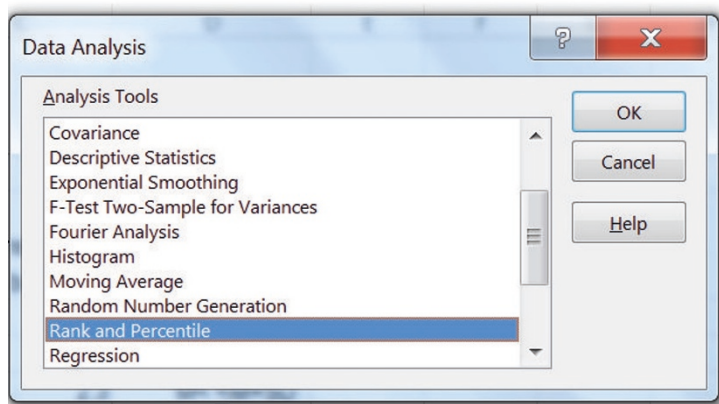 Data Analysis
Analysis Tools
Covariance
Descriptive Statistics
Exponential Smoothing
F-Test Two-Sample for Variances
Fourier Analysis
Histogram
Moving Average
Random Number Generation
Rank and Percentile
Regression
OK
Cancel
Help